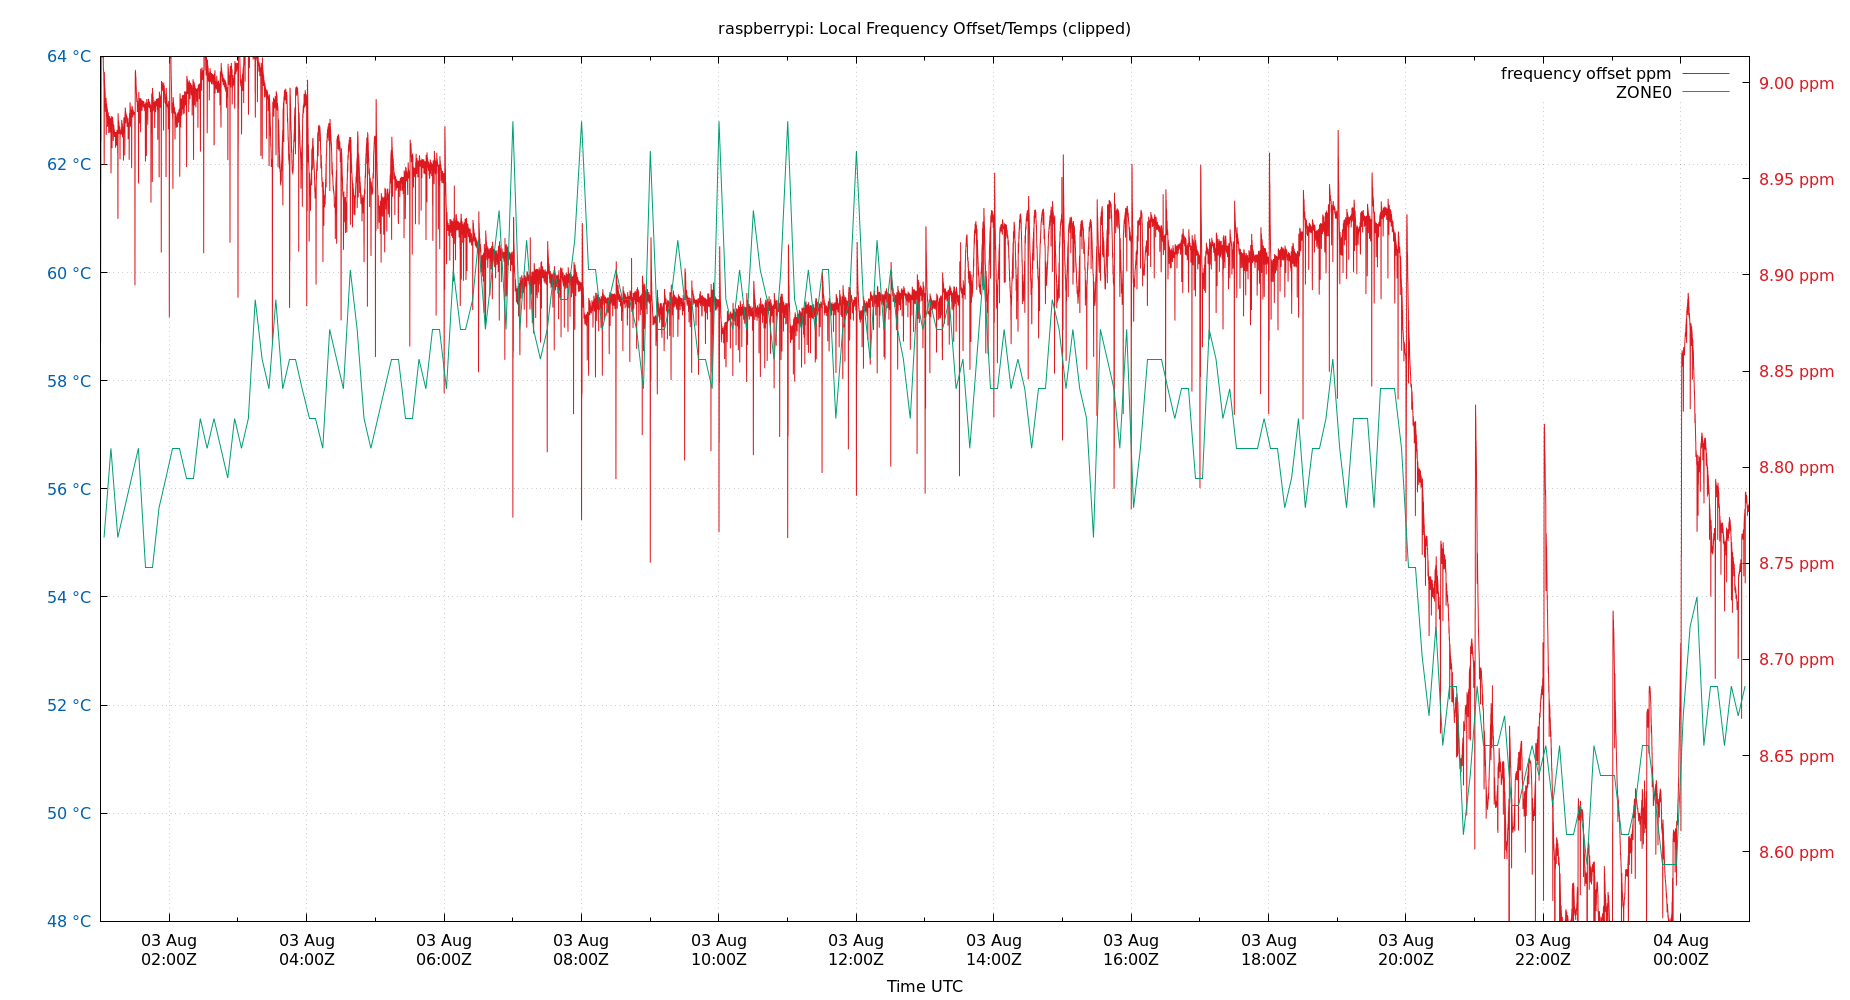 raspberrypi: Local Frequency Offset/Temps (clipped)
64 °C
62 °C
60 °C
58 °C
56 °C
54 °C
52 °C
50 °C
48 °C
frequency offset ppm
ZONE0
9.00 ppm
8.95 ppm
8.90 ppm
8.85 ppm
8.80 ppm
8.75 ppm
8.70 ppm
8.65 ppm
8.60 ppm
03 Aug 03 Aug 03 Aug 03 Aug 03 Aug 03 Aug 03 Aug 03 Aug 03 Aug 03 Aug 03 Aug 04 Aug
02:00Z 04:00Z 06:00Z 08:00Z 10:00Z 12:00Z 14:00Z 16:00Z 18:00Z 20:00Z 22:00Z 00:00Z
Time UTC